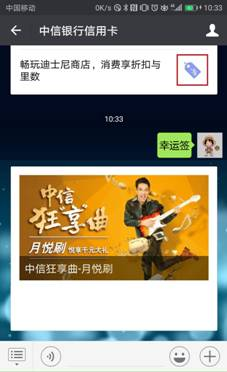 中国移动
0K/s
10:33
中信银行信用卡
畅玩迪士尼商店，消费享折扣与
里数
10:33
幸运签
中信
狂“享”曲
月悦刷 悦享千元大礼
中信狂享曲-月悦刷